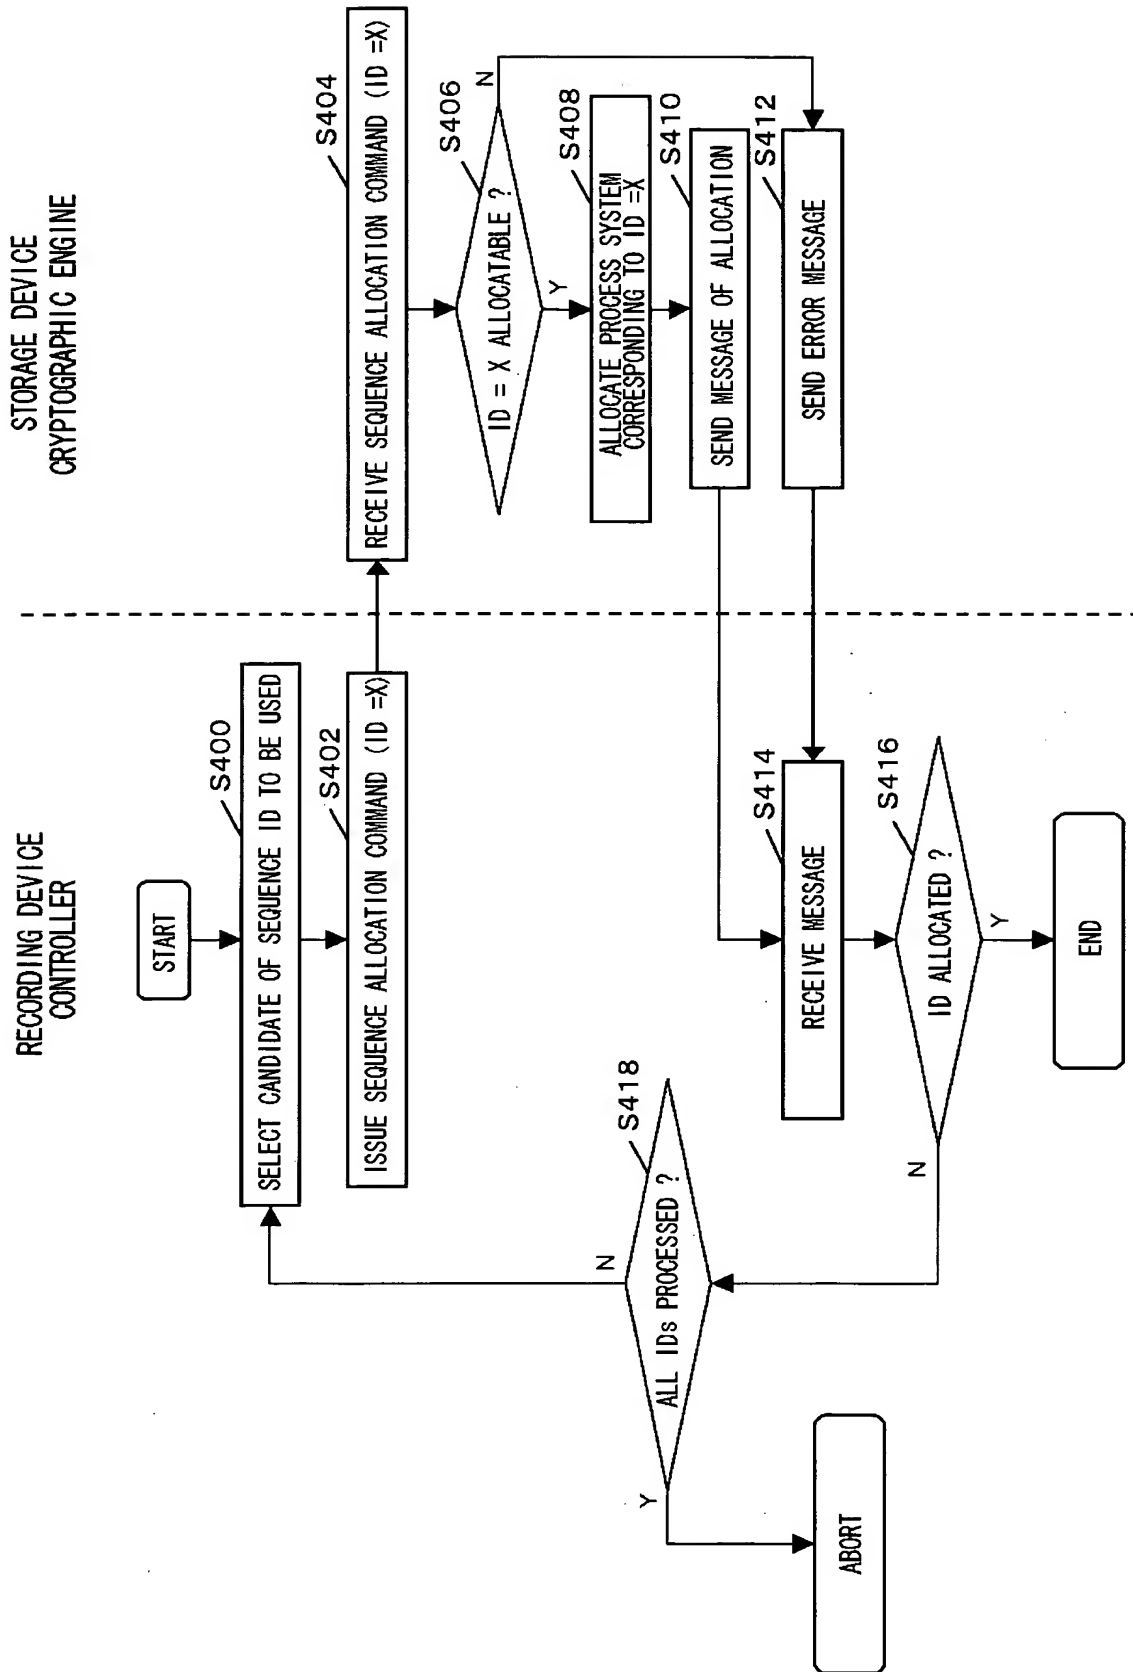 RECORDING DEVICE
CONTROLLER
STORAGE DEVICE
CRYPTOGRAPHIC ENGINE
START
S400
SELECT CANDIDATE OF SEQUENCE ID TO BE USED
S402
ISSUE SEQUENCE ALLOCATION COMMAND (ID =X)
S404
RECEIVE SEQUENCE ALLOCATION COMMAND (ID =X)
S406
ID = X ALLOCATABLE ?
N
Y
S408
ALLOCATE PROCESS SYSTEM
CORRESPONDING TO ID =X
S410
SEND MESSAGE OF ALLOCATION
S412
SEND ERROR MESSAGE
S414
RECEIVE MESSAGE
S416
ID ALLOCATED ?
N
Y
END
S418
ALL IDs PROCESSED ?
N
Y
ABORT